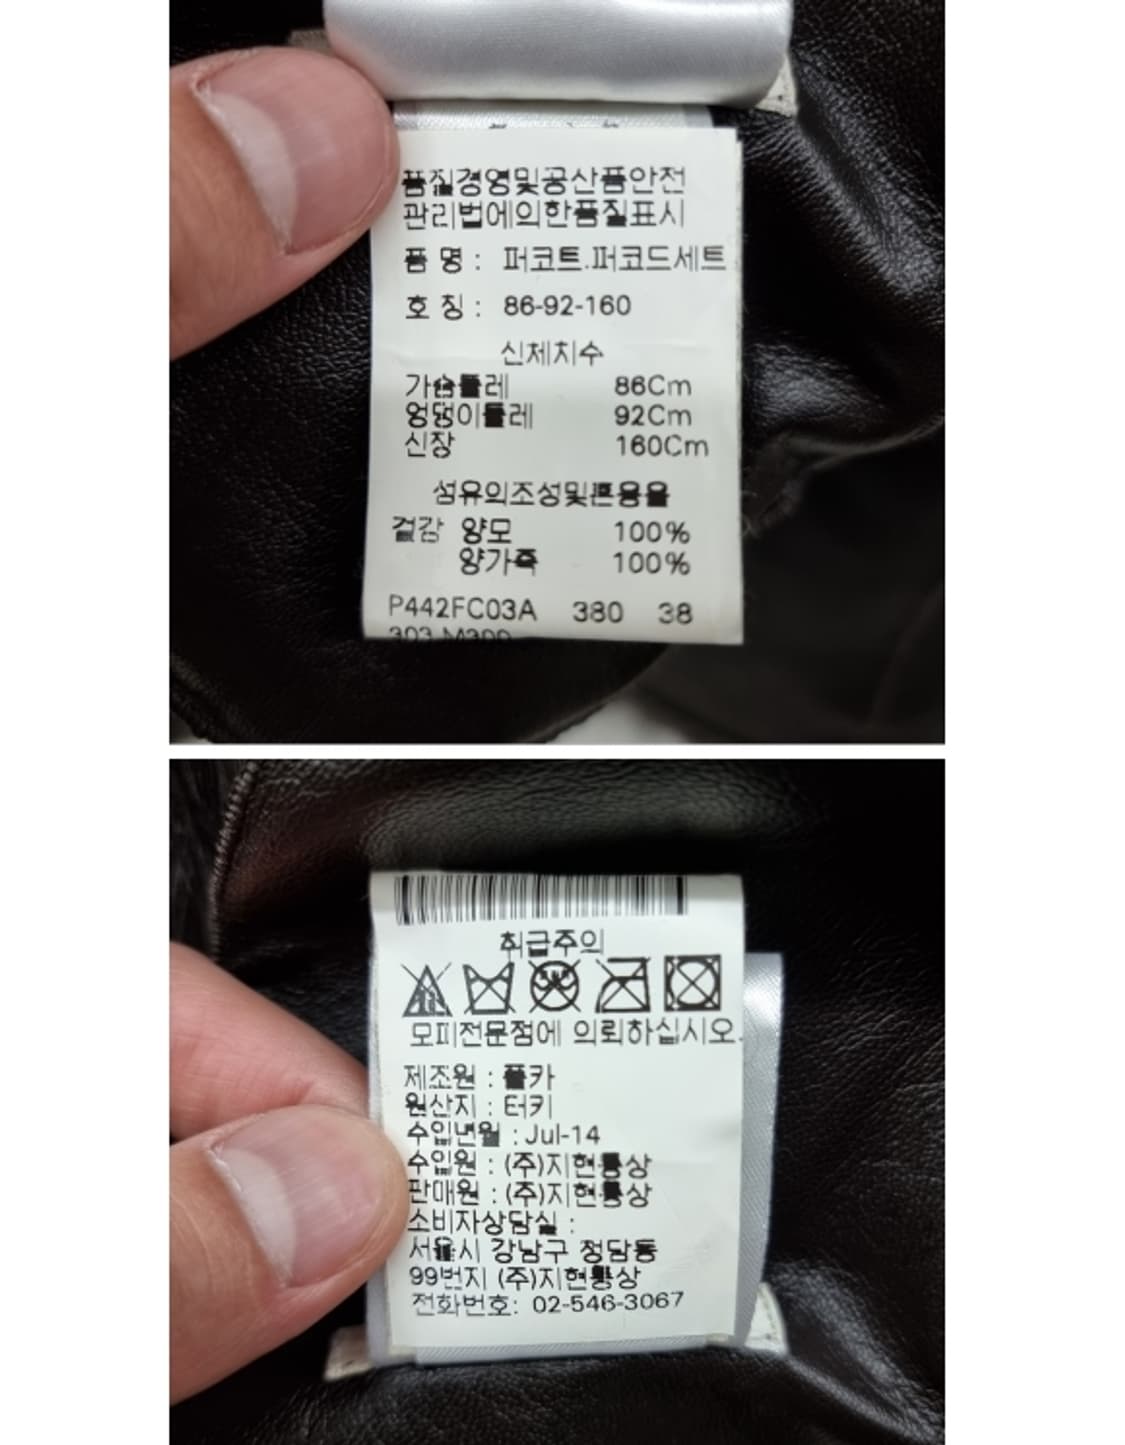 품질경영및공산품안전
관리법에의한품질표시
품 명 : 퍼코트.퍼코드세트
호 칭 : 86-92-160
신체치수
가슴둘레 86Cm
엉덩이둘레 92Cm
신장 160Cm
섬유의조성및혼용율
겉감 양모 100%
양가죽 100%
P442FC03A 380 38
취급주의
모피전문점에 의뢰하십시오.
제조원 : 폴카
원산지 : 터키
수입년월 : Jul-14
수입원 : (주)지현통상
판매원 : (주)지현통상
소비자상담실 :
서울시 강남구 청담동
99번지 (주)지현통상
전화번호: 02-546-3067